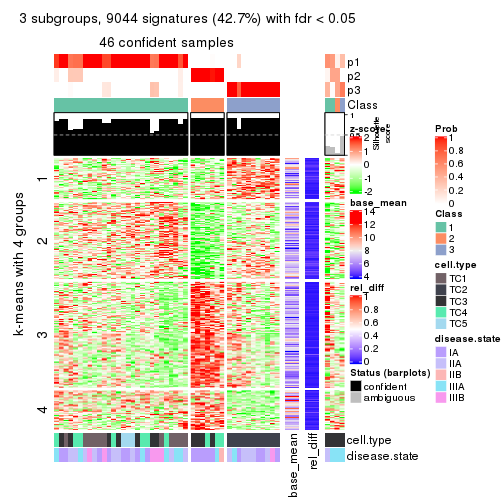 3 subgroups, 9044 signatures (42.7%) with fdr < 0.05
46 confident samples
p1
p2
p3
Class
1
0.5
0
Silhouette
score
k-means with 4 groups
1
2
3
4
cell.type
disease.state
base_mean
rel_diff
z-score
2
1
0
-1
-2
base_mean
14
12
10
8
6
4
rel_diff
1
0.8
0.6
0.4
0.2
0
Status (barplots)
confident
ambiguous
Prob
1
0.8
0.6
0.4
0.2
0
Class
1
2
3
cell.type
TC1
TC2
TC3
TC4
TC5
disease.state
IA
IIA
IIB
IIIA
IIIB